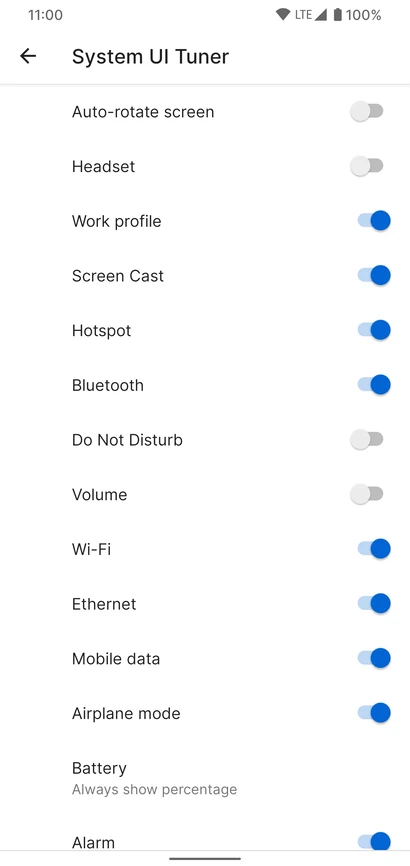 11:00 LTE 100%
System UI Tuner
Auto-rotate screen
Headset
Work profile
Screen Cast
Hotspot
Bluetooth
Do Not Disturb
Volume
Wi-Fi
Ethernet
Mobile data
Airplane mode
Battery
Always show percentage
Alarm